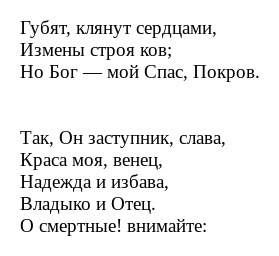 Губят, клянут сердцами,
Измены строя ков;
Но Бог — мой Спас, Покров.
Так, Он заступник, слава,
Краса моя, венец,
Надежда и избава,
Владыко и Отец.
О смертные! внимайте: